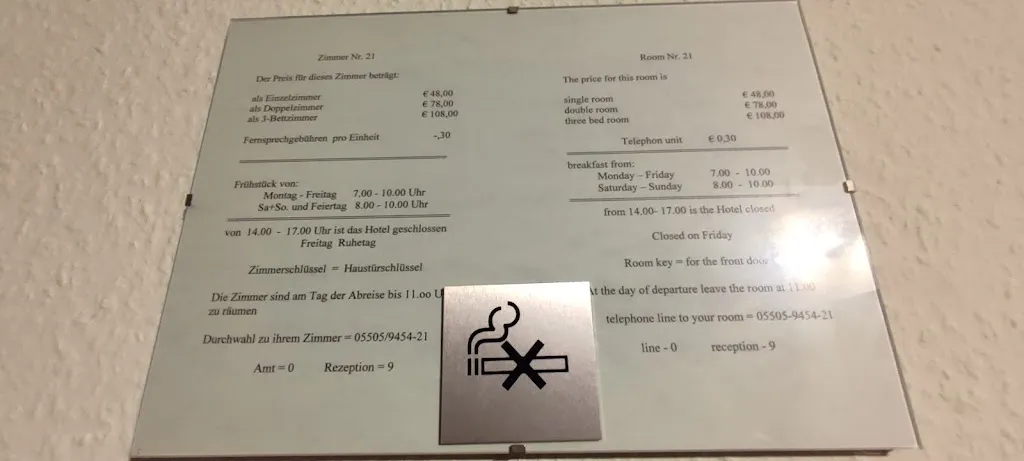 Zimmer Nr. 21
Der Preis für dieses Zimmer beträgt:
als Einzelzimmer € 48,00
als Doppelzimmer € 78,00
als 3-Bettzimmer € 108,00
Fernsprechgebühren pro Einheit -,30
Frühstück von:
Montag - Freitag 7.00 - 10.00 Uhr
Sa+So. und Feiertag 8.00 - 10.00 Uhr
von 14.00 - 17.00 Uhr ist das Hotel geschlossen
Freitag Ruhetag
Zimmerschlüssel = Haustürschlüssel
Die Zimmer sind am Tag der Abreise bis 11.oo U
zu räumen
Durchwahl zu ihrem Zimmer = 05505/9454-21
Amt = 0 Rezeption = 9
Room Nr. 21
The price for this room is
single room € 48,00
double room € 78,00
three bed room € 108,00
Telephon unit € 0,30
breakfast from:
Monday – Friday 7.00 - 10.00
Saturday – Sunday 8.00 - 10.00
from 14.00- 17.00 is the Hotel closed
Closed on Friday
Room key = for the front door
At the day of departure leave the room at 11.00
telephone line to your room = 05505-9454-21
line - 0 reception - 9